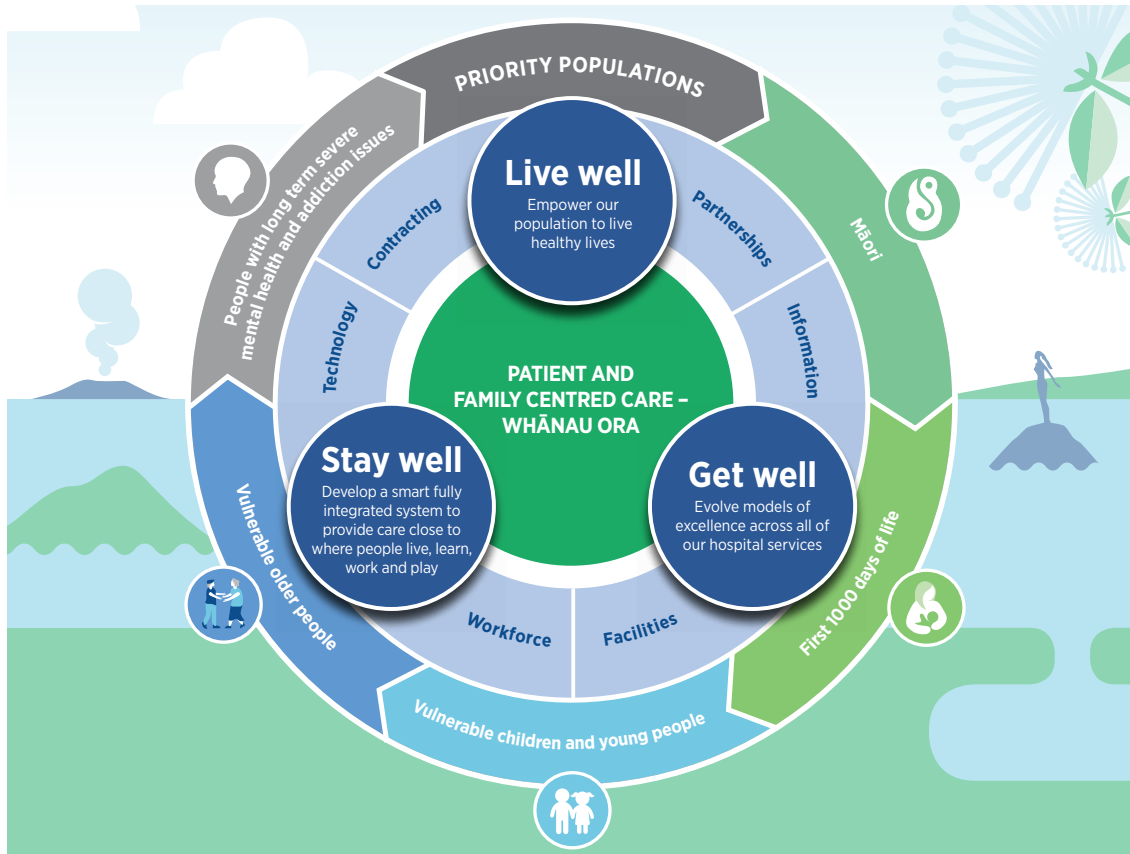 PRIORITY POPULATIONS
Māori
First 1000 days of life
Vulnerable children and young people
Vulnerable older people
People with long term severe
mental health and addiction issues
Contracting
Partnerships
Technology
Information
Workforce
Facilities
Live well
Empower our
population to live
healthy lives
PATIENT AND
FAMILY CENTRED CARE –
WHĀNAU ORA
Stay well
Develop a smart fully
integrated system to
provide care close to
where people live, learn,
work and play
Get well
Evolve models of
excellence across all of
our hospital services